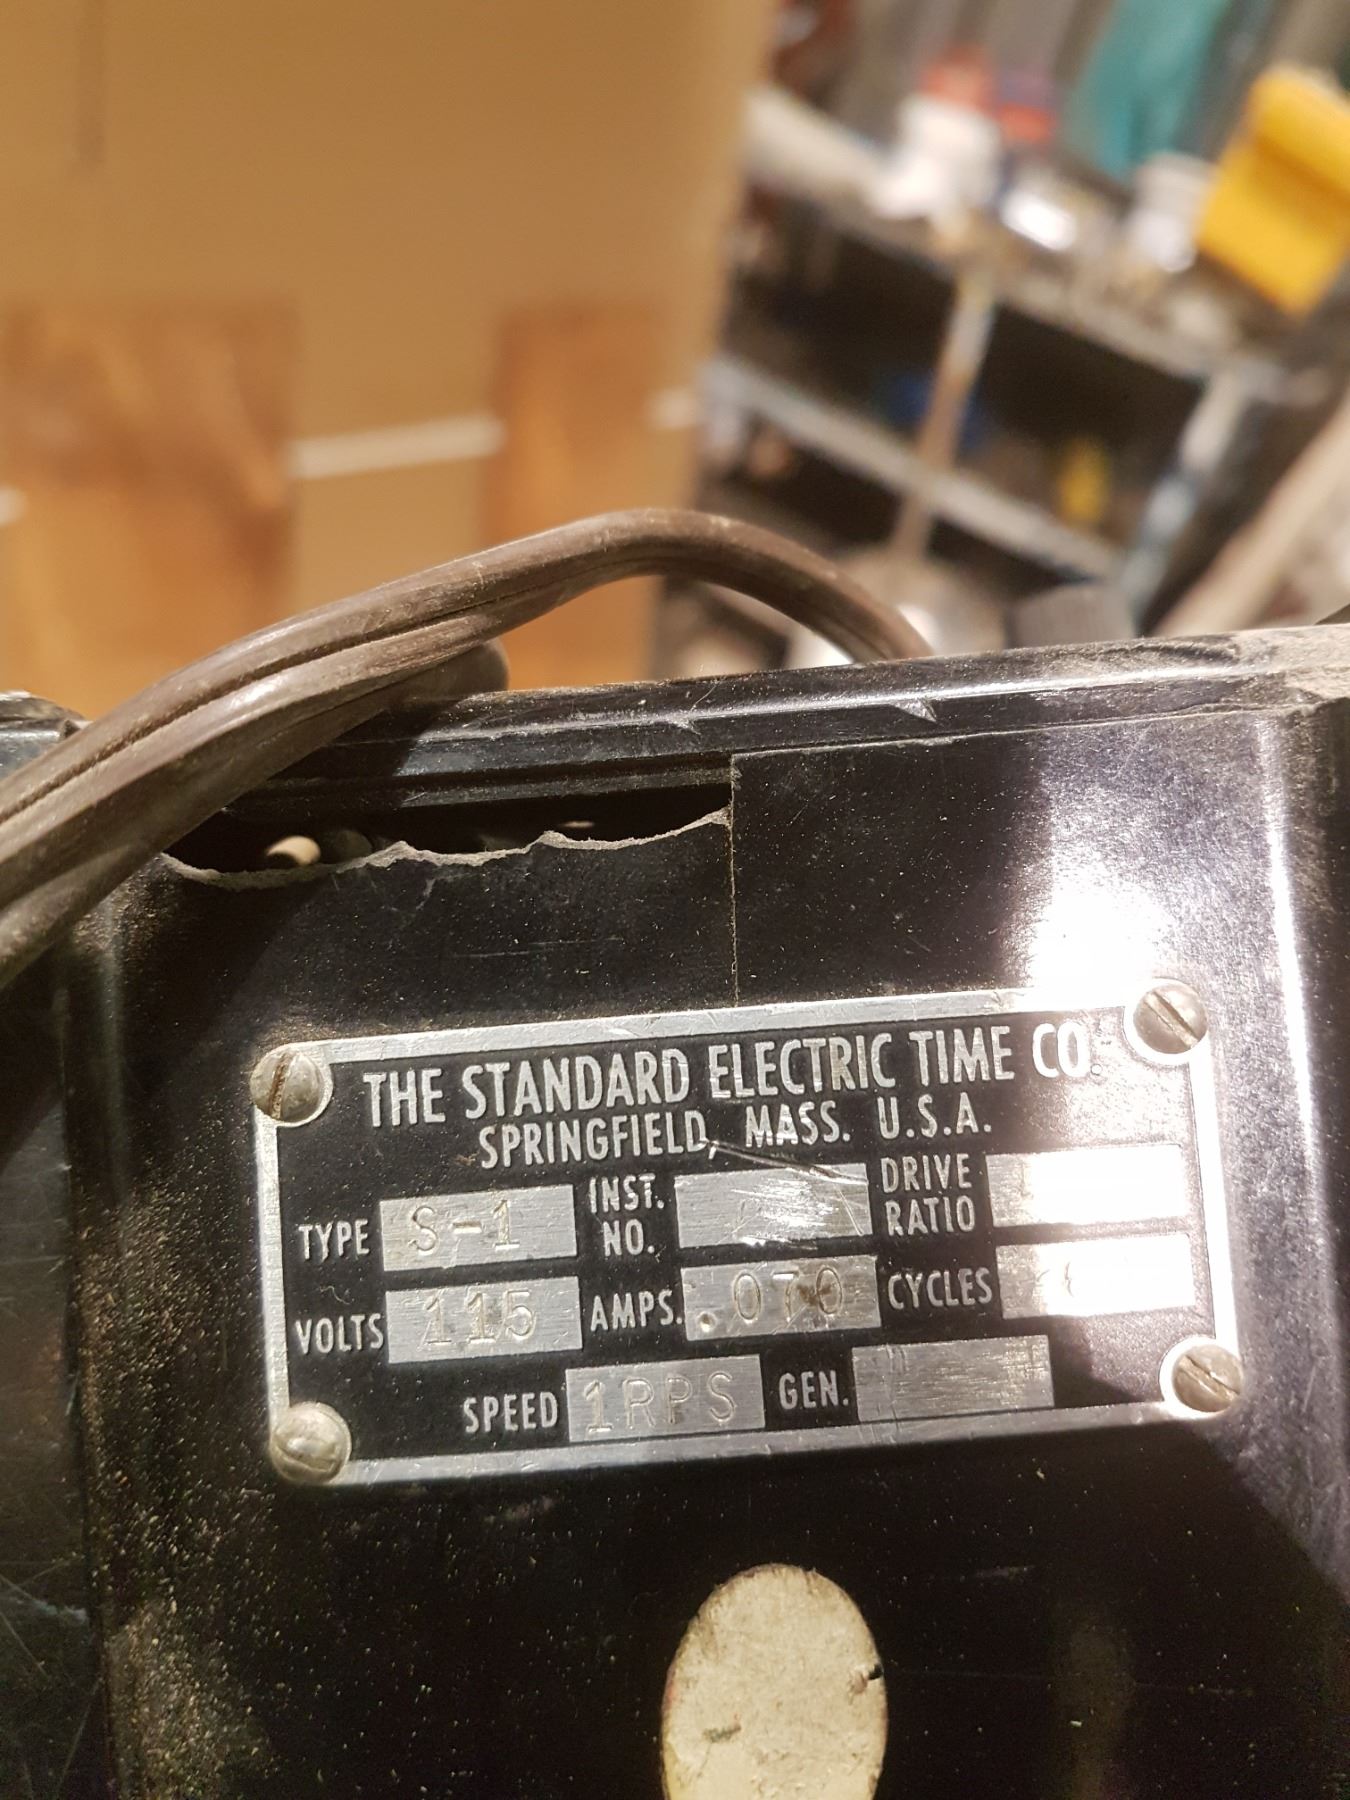 THE STANDARD ELECTRIC TIME CO.
SPRINGFIELD, MASS. U.S.A.
TYPE S-1 INST. NO. DRIVE RATIO
VOLTS 115 AMPS. .070 CYCLES
SPEED 1RPS GEN.